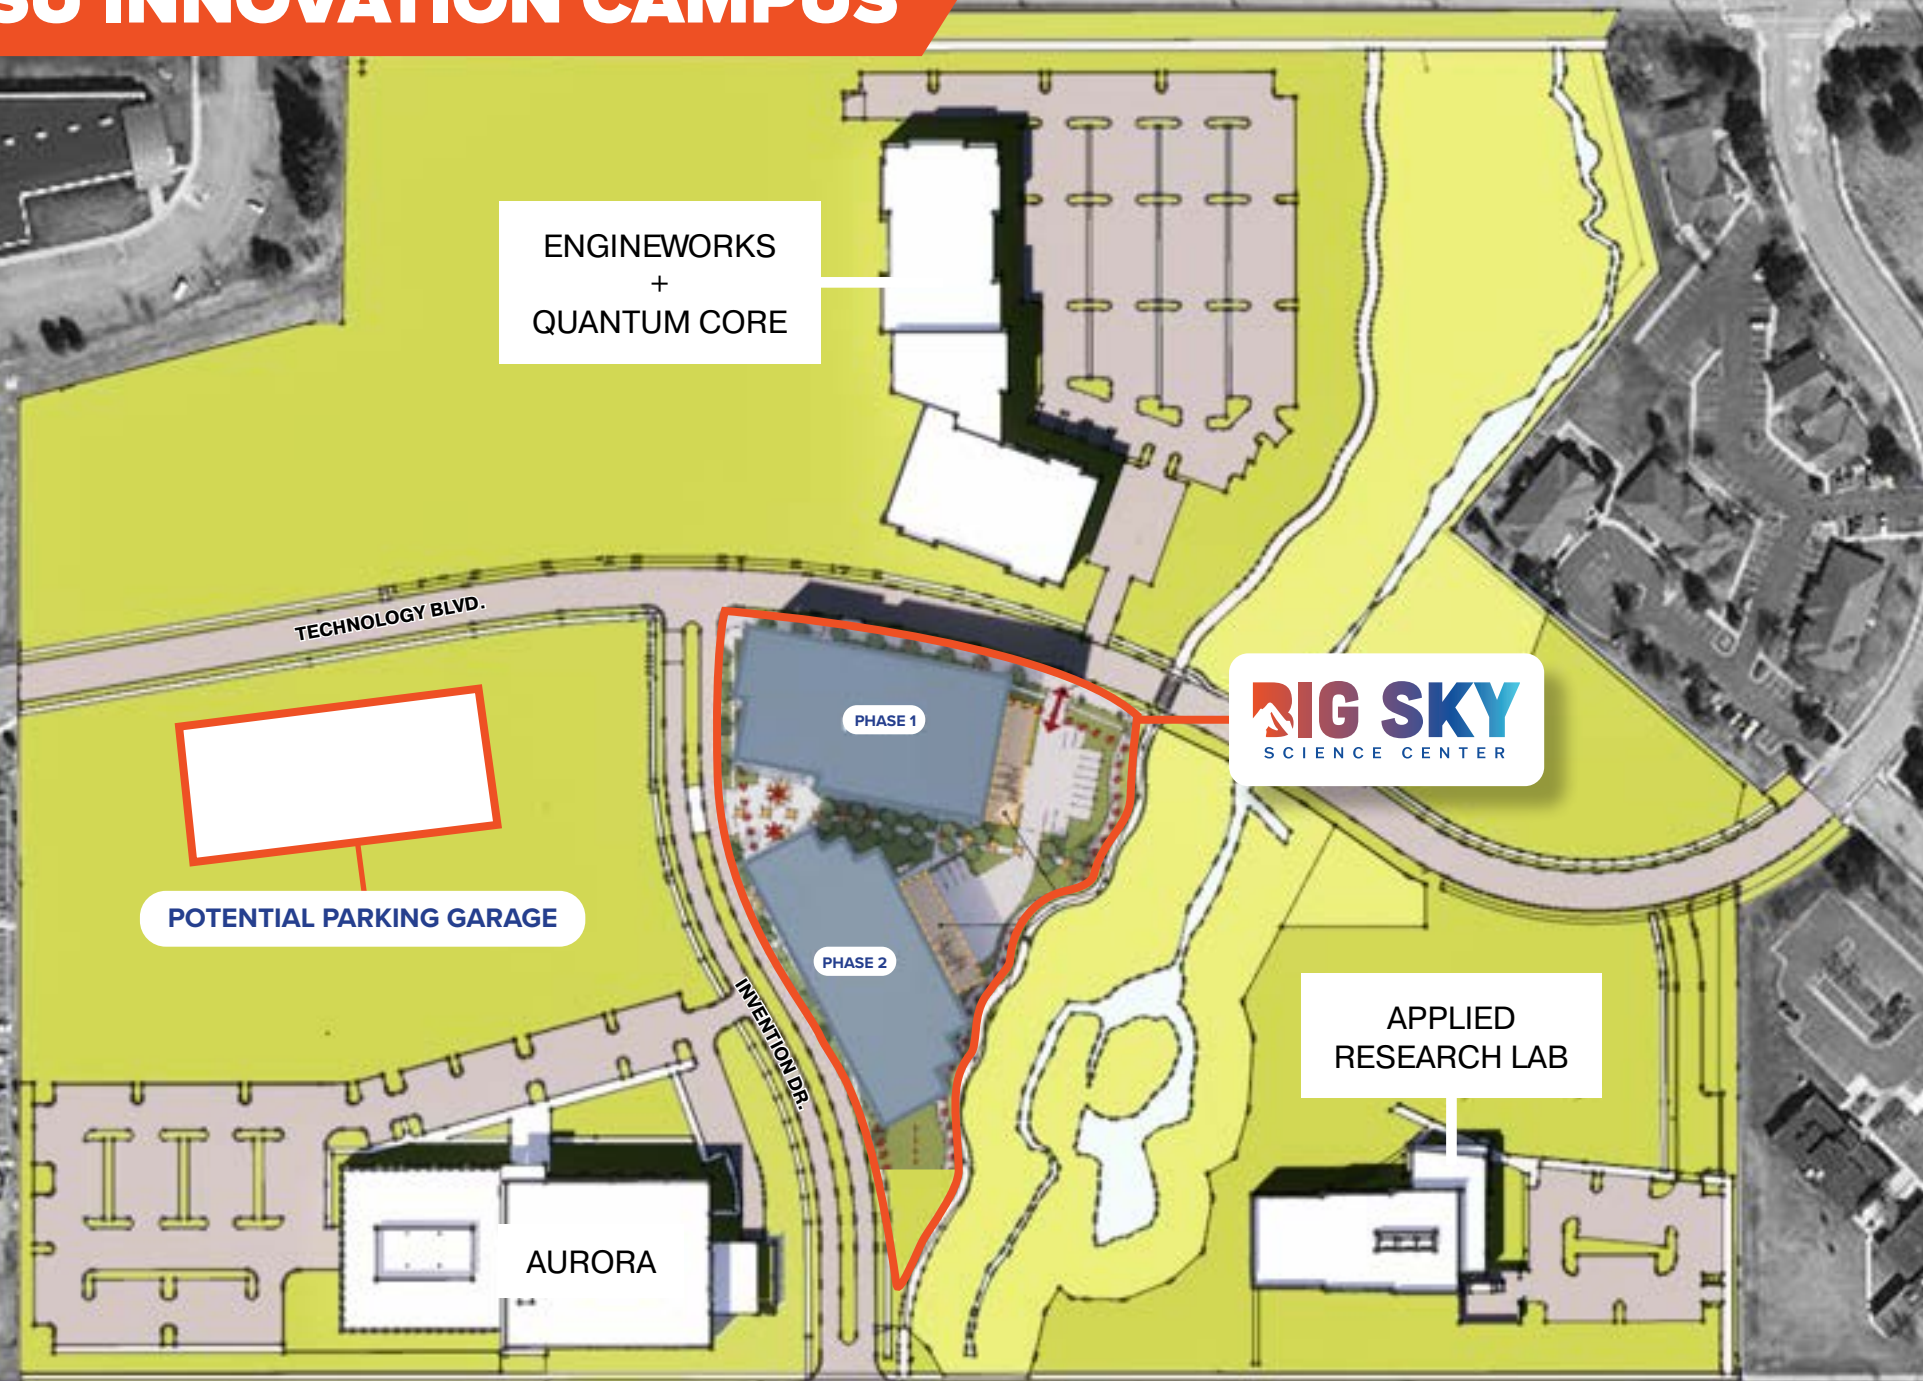 SU INNOVATION CAMPUS
ENGINEWORKS
+
QUANTUM CORE
TECHNOLOGY BLVD.
PHASE 1
BIG SKY
SCIENCE CENTER
POTENTIAL PARKING GARAGE
PHASE 2
INVENTION DR.
APPLIED
RESEARCH LAB
AURORA